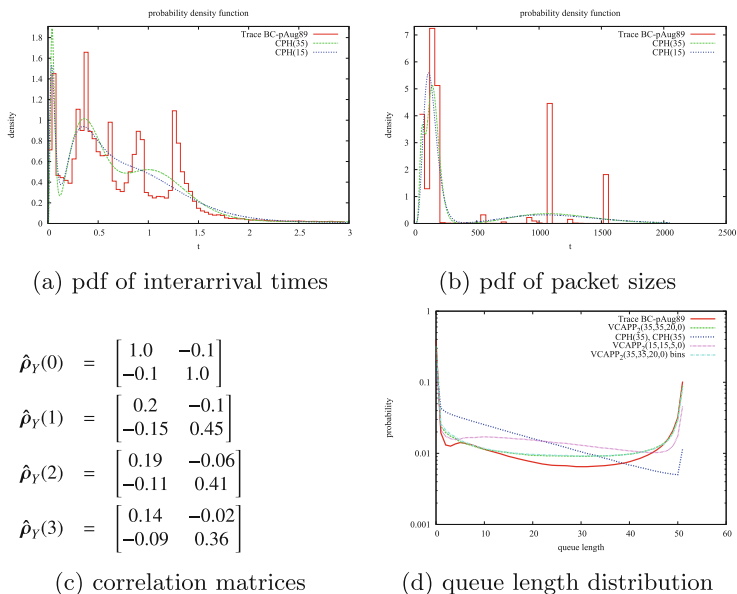 probability density function
Trace BC-pAug89
CPH(35)
CPH(15)
density
1.8
1.6
1.4
1.2
1
0.8
0.6
0.4
0.2
0
0 0.5 1 1.5 2 2.5 3
t
(a) pdf of interarrival times
probability density function
Trace BC-pAug89
CPH(35)
CPH(15)
density
7
6
5
4
3
2
1
0
0 500 1000 1500 2000 2500
t
(b) pdf of packet sizes
ρ̂_Y(0) = [1.0 −0.1
−0.1 1.0]
ρ̂_Y(1) = [0.2 −0.1
−0.15 0.45]
ρ̂_Y(2) = [0.19 −0.06
−0.11 0.41]
ρ̂_Y(3) = [0.14 −0.02
−0.09 0.36]
(c) correlation matrices
Trace BC-pAug89
VCAPP₂(35,35,20,0)
CPH(35), CPH(35)
VCAPP₂(15,15,5,0)
VCAPP₂(35,35,20,0) bins
probability
1
0.1
0.01
0.001
0 10 20 30 40 50 60
queue length
(d) queue length distribution